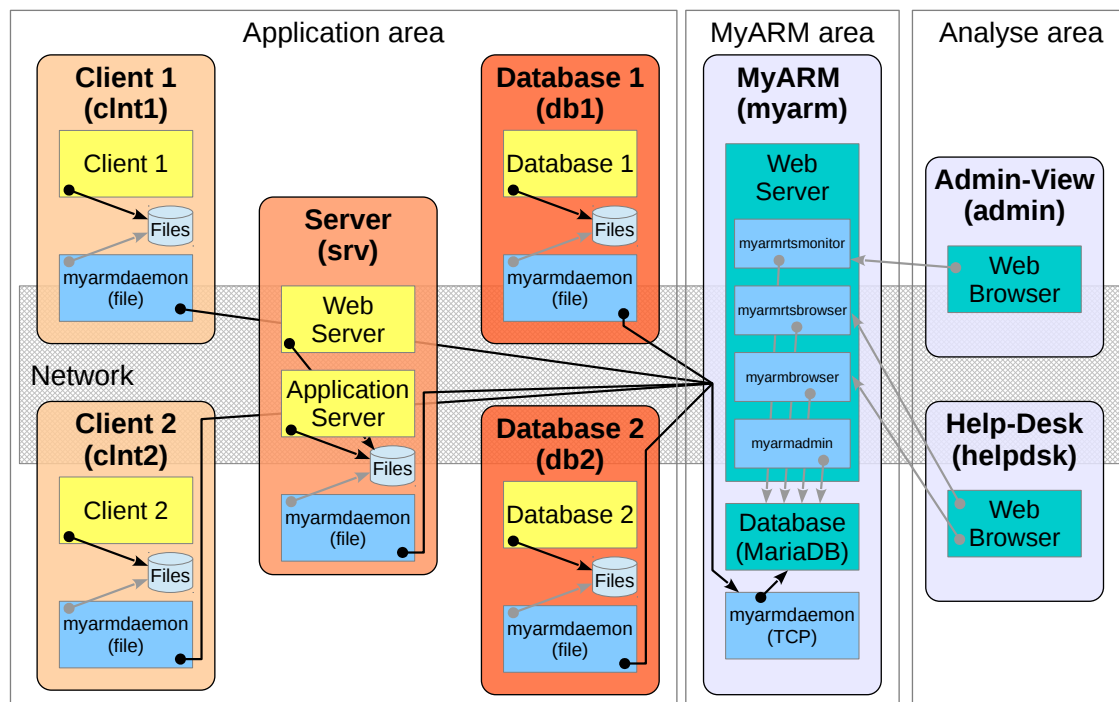 Application area
MyARM area
Analyse area
Client 1
(clnt1)
Client 1
Files
myarmdaemon
(file)
Server
(srv)
Web
Server
Application
Server
Files
myarmdaemon
(file)
Database 1
(db1)
Database 1
Files
myarmdaemon
(file)
Network
Client 2
(clnt2)
Client 2
Files
myarmdaemon
(file)
Database 2
(db2)
Database 2
Files
myarmdaemon
(file)
MyARM
(myarm)
Web
Server
myarmrtsmonitor
myarmrtsbrowser
myarmbrowser
myarmadmin
Database
(MariaDB)
myarmdaemon
(TCP)
Admin-View
(admin)
Web
Browser
Help-Desk
(helpdsk)
Web
Browser